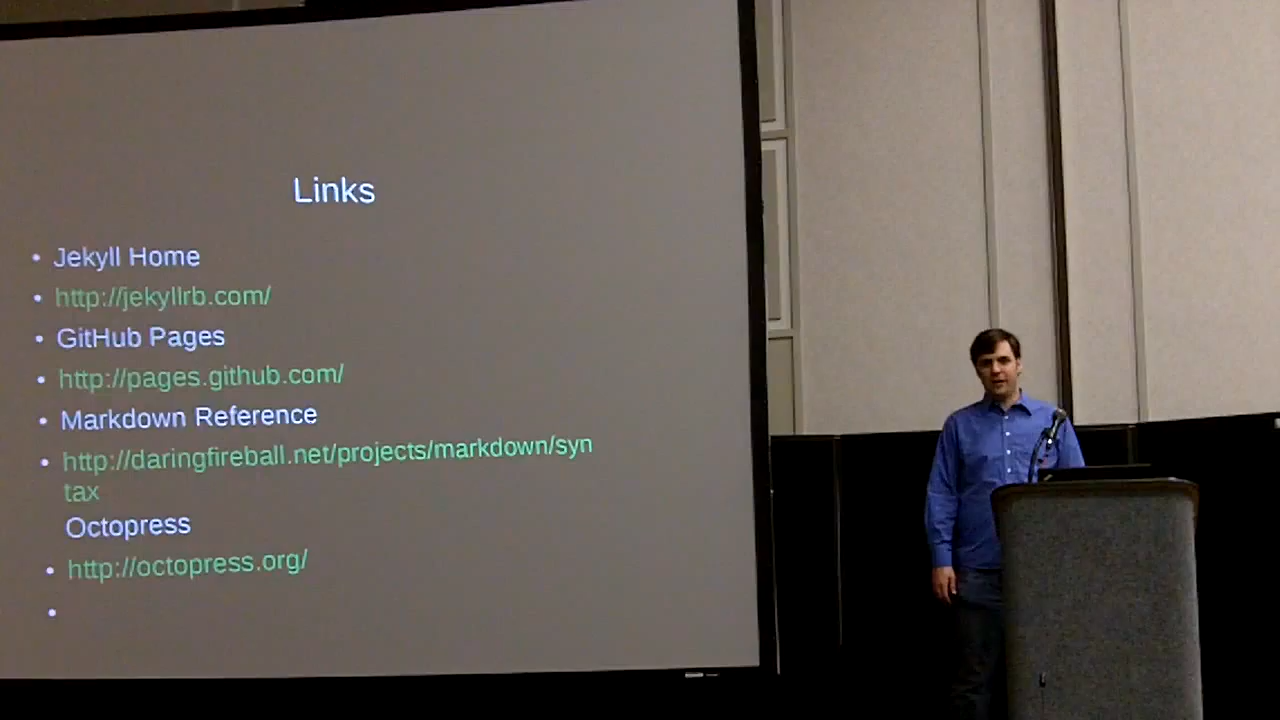 Links
• Jekyll Home
• http://jekyllrb.com/
• GitHub Pages
• http://pages.github.com/
• Markdown Reference
• http://daringfireball.net/projects/markdown/syn
tax
Octopress
• http://octopress.org/
•